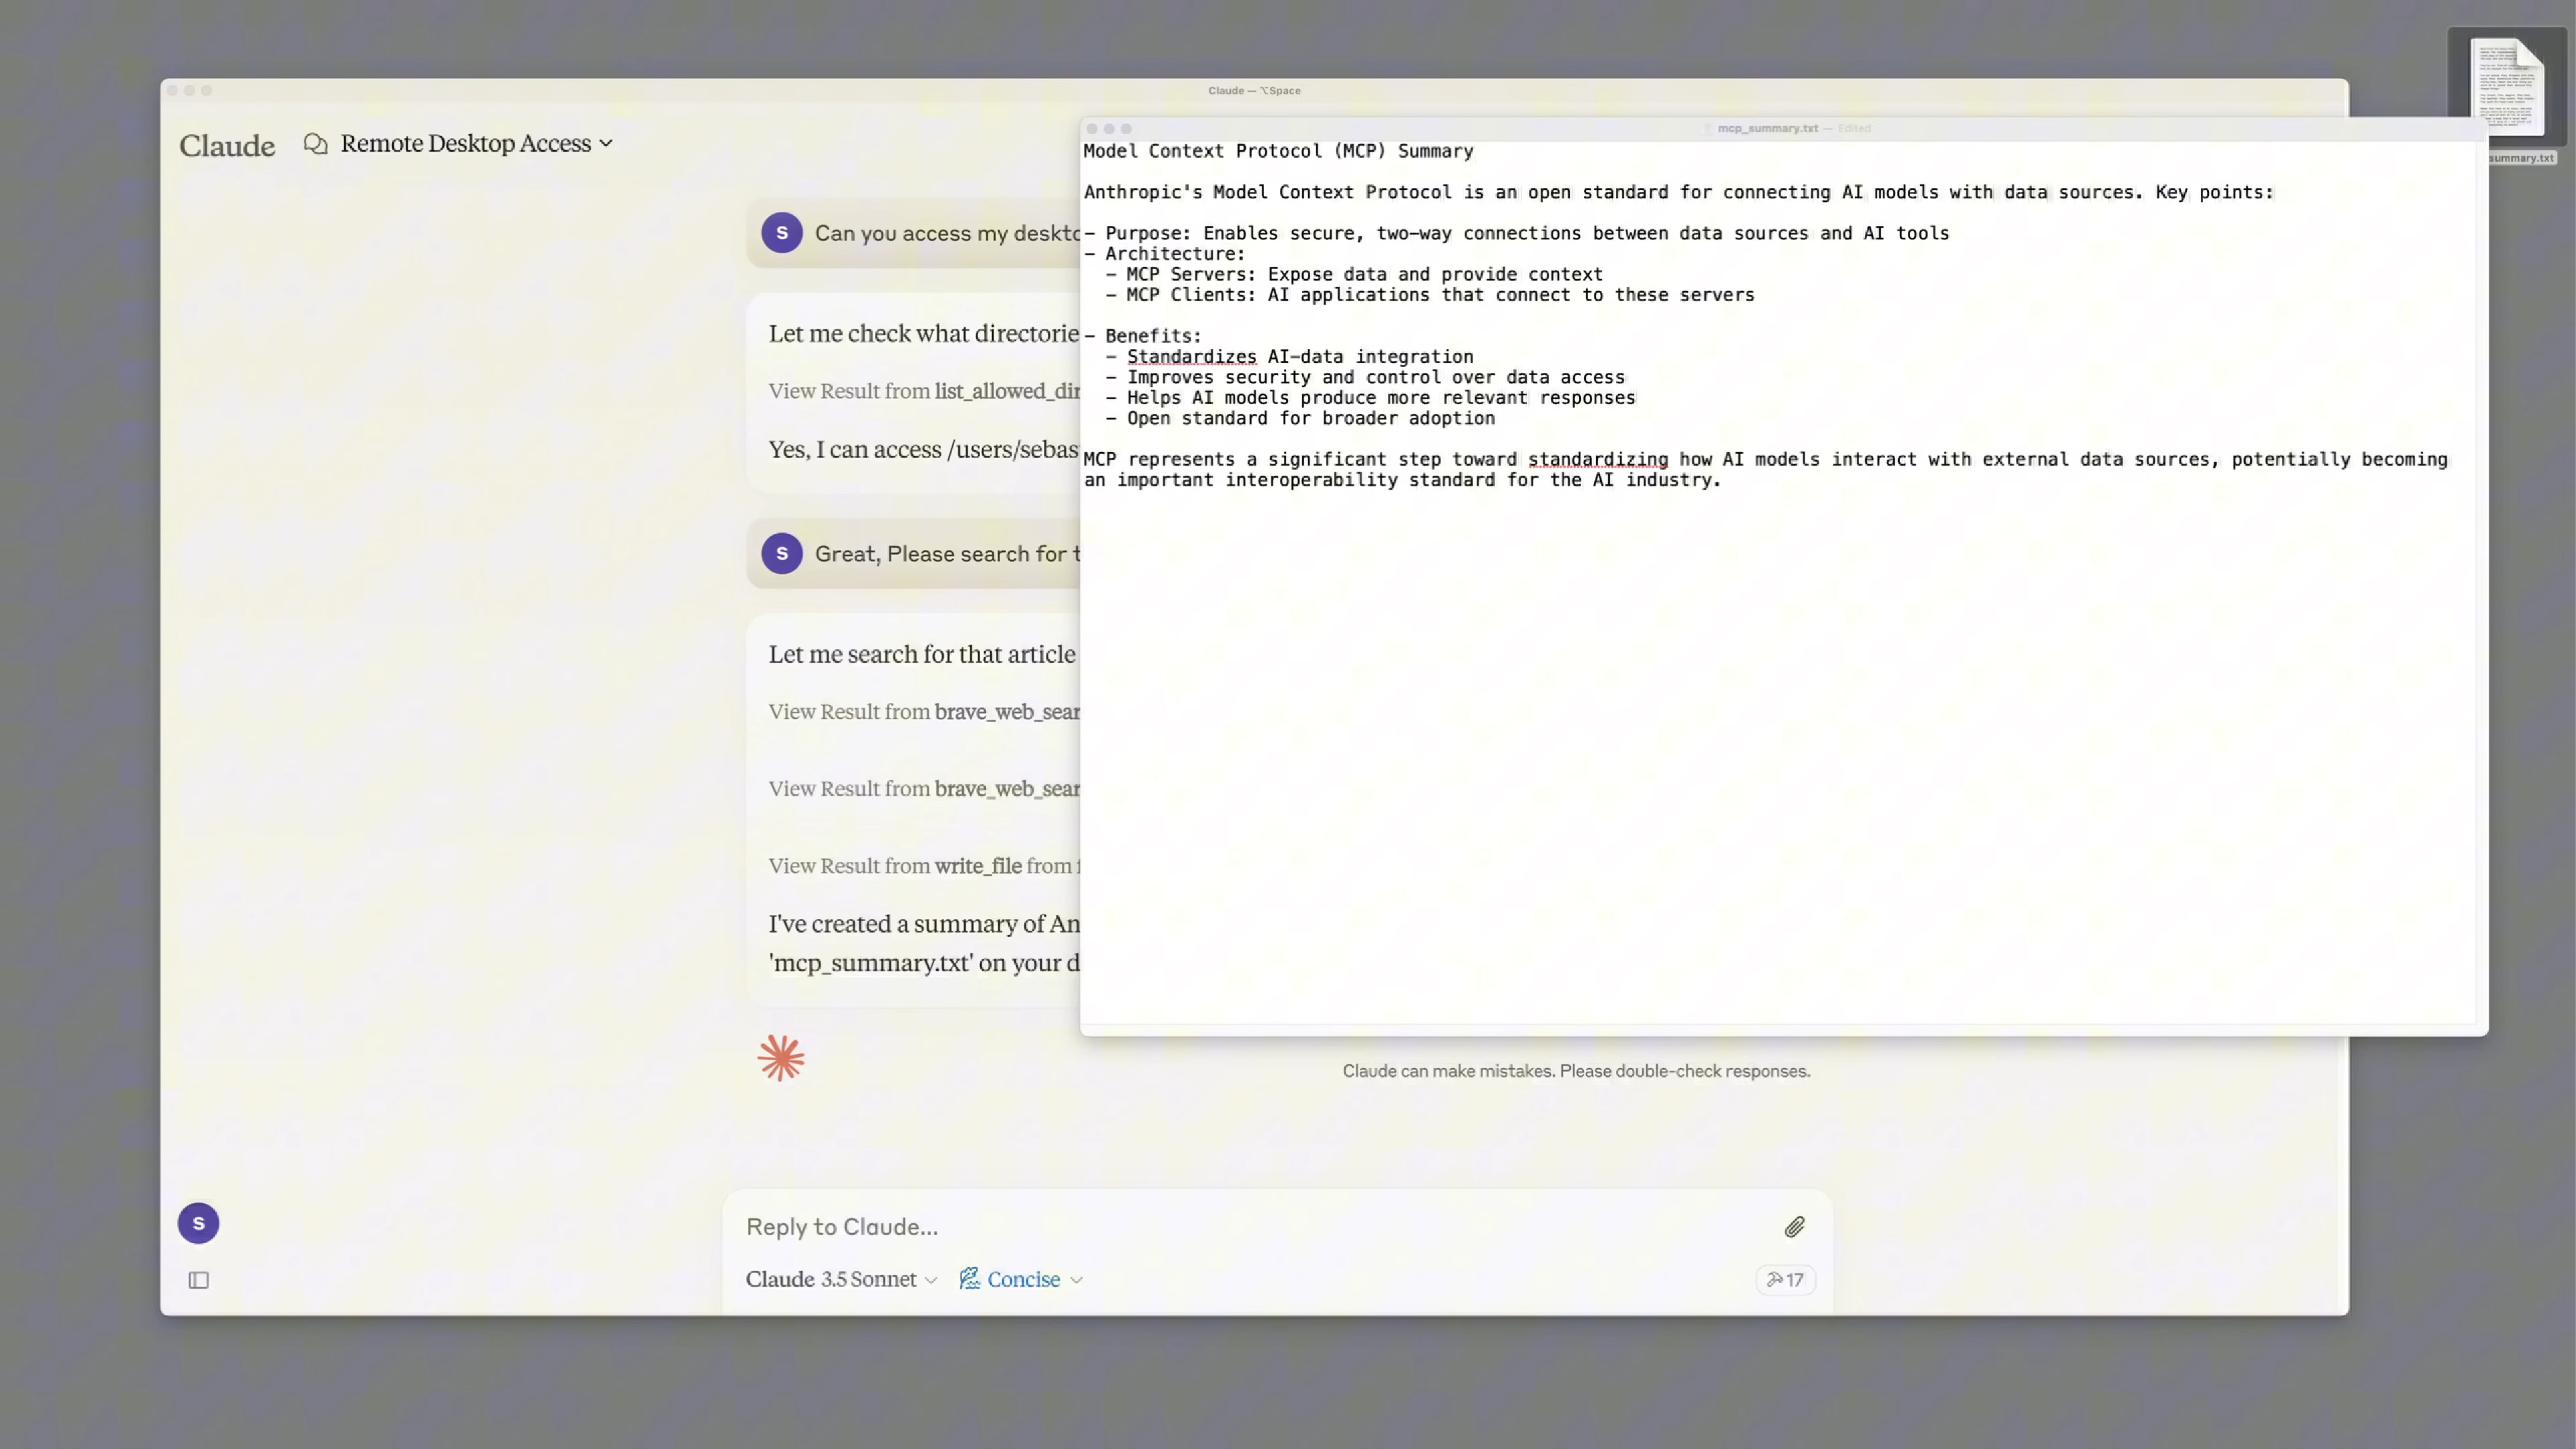 Claude — ⌥Space
Claude
Remote Desktop Access
S
Can you access my deskto
Let me check what directorie
View Result from list_allowed_dir
Yes, I can access /users/sebas
S
Great, Please search for t
Let me search for that article
View Result from brave_web_sear
View Result from brave_web_sear
View Result from write_file from f
I've created a summary of An
'mcp_summary.txt' on your d
Claude can make mistakes. Please double-check responses.
S
Reply to Claude...
Claude 3.5 Sonnet
Concise
17
mcp_summary.txt — Edited
Model Context Protocol (MCP) Summary
Anthropic's Model Context Protocol is an open standard for connecting AI models with data sources. Key points:
- Purpose: Enables secure, two-way connections between data sources and AI tools
- Architecture:
- MCP Servers: Expose data and provide context
- MCP Clients: AI applications that connect to these servers
- Benefits:
- Standardizes AI-data integration
- Improves security and control over data access
- Helps AI models produce more relevant responses
- Open standard for broader adoption
MCP represents a significant step toward standardizing how AI models interact with external data sources, potentially becoming
an important interoperability standard for the AI industry.
summary.txt